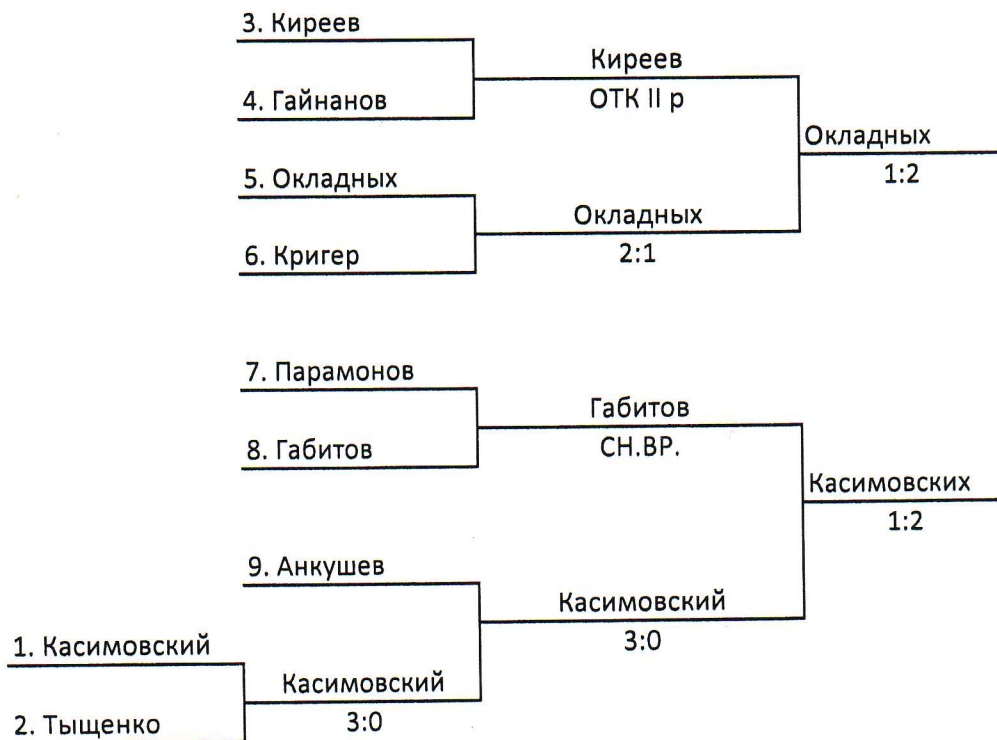 3. Киреев
Киреев
4. Гайнанов
ОТК II р
Окладных
1:2
5. Окладных
Окладных
6. Кригер
2:1
7. Парамонов
Габитов
8. Габитов
СН.ВР.
Касимовских
1:2
9. Анкушев
Касимовский
3:0
1. Касимовский
Касимовский
2. Тыщенко
3:0